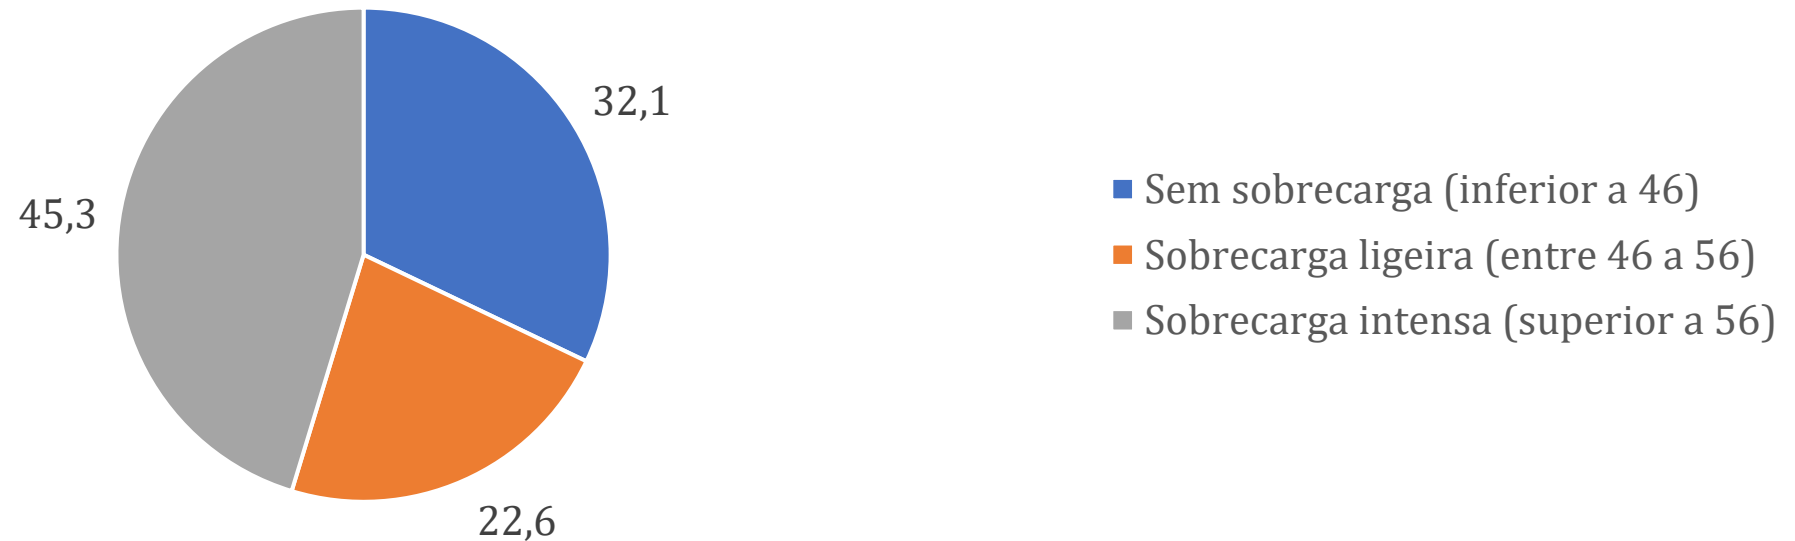 32,1
45,3
22,6
Sem sobrecarga (inferior a 46)
Sobrecarga ligeira (entre 46 a 56)
Sobrecarga intensa (superior a 56)